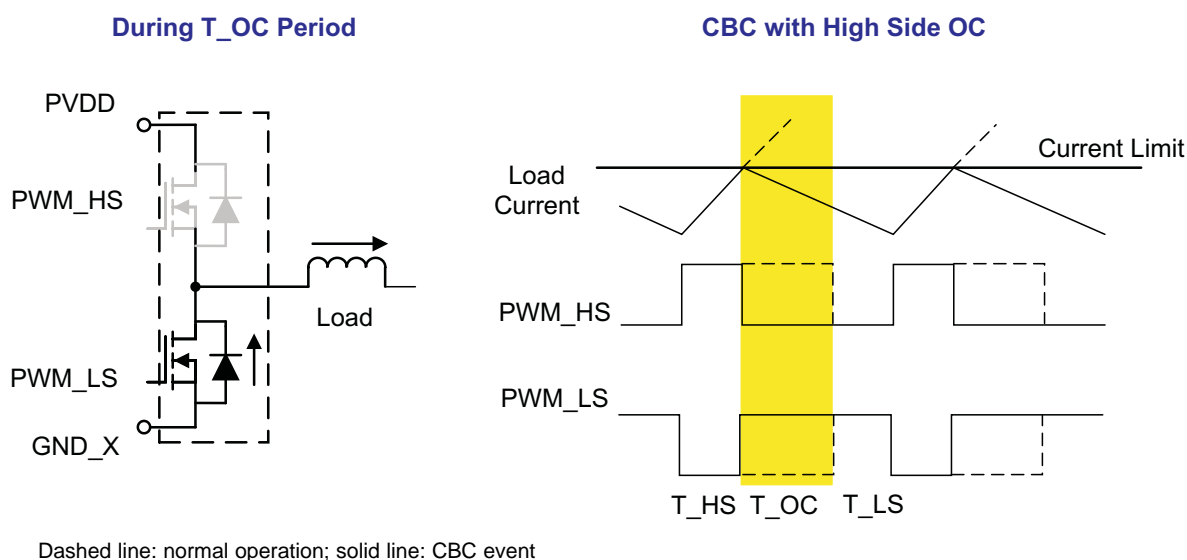 During T_OC Period
CBC with High Side OC
PVDD
PWM_HS
Load
PWM_LS
GND_X
Current Limit
Load
Current
PWM_HS
PWM_LS
T_HS T_OC T_LS
Dashed line: normal operation; solid line: CBC event